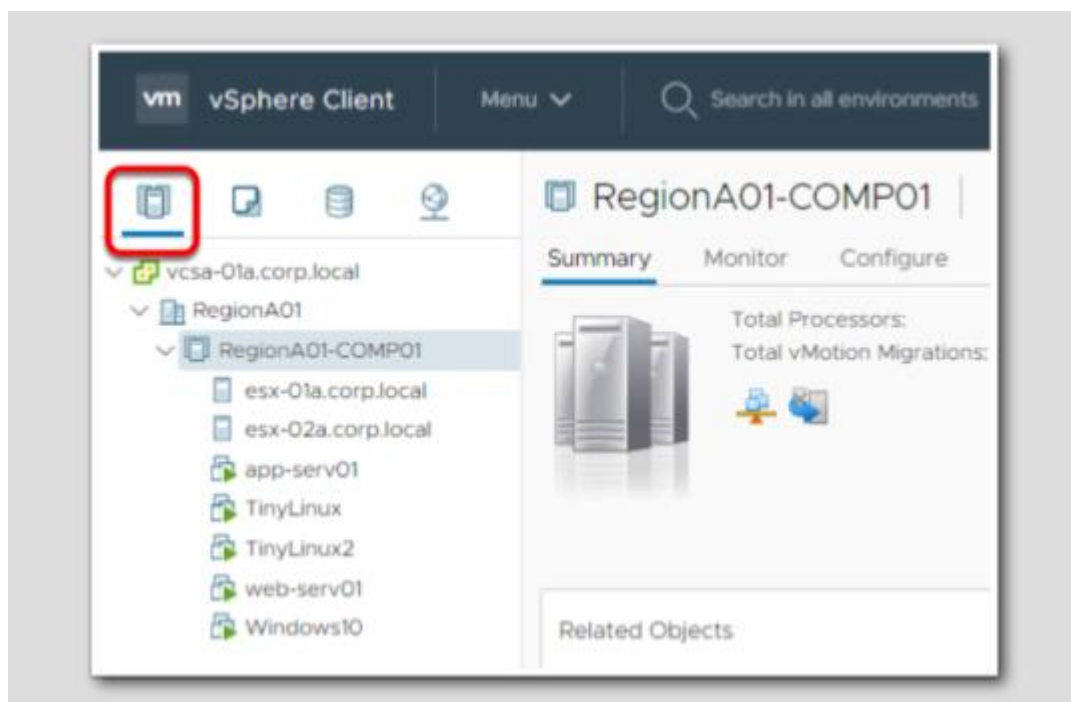 vm vSphere Client Menu Search in all environments
RegionA01-COMP01
Summary Monitor Configure
vcsa-01a.corp.local
RegionA01
RegionA01-COMP01
esx-01a.corp.local
esx-02a.corp.local
app-serv01
TinyLinux
TinyLinux2
web-serv01
Windows10
Total Processors:
Total vMotion Migrations:
Related Objects